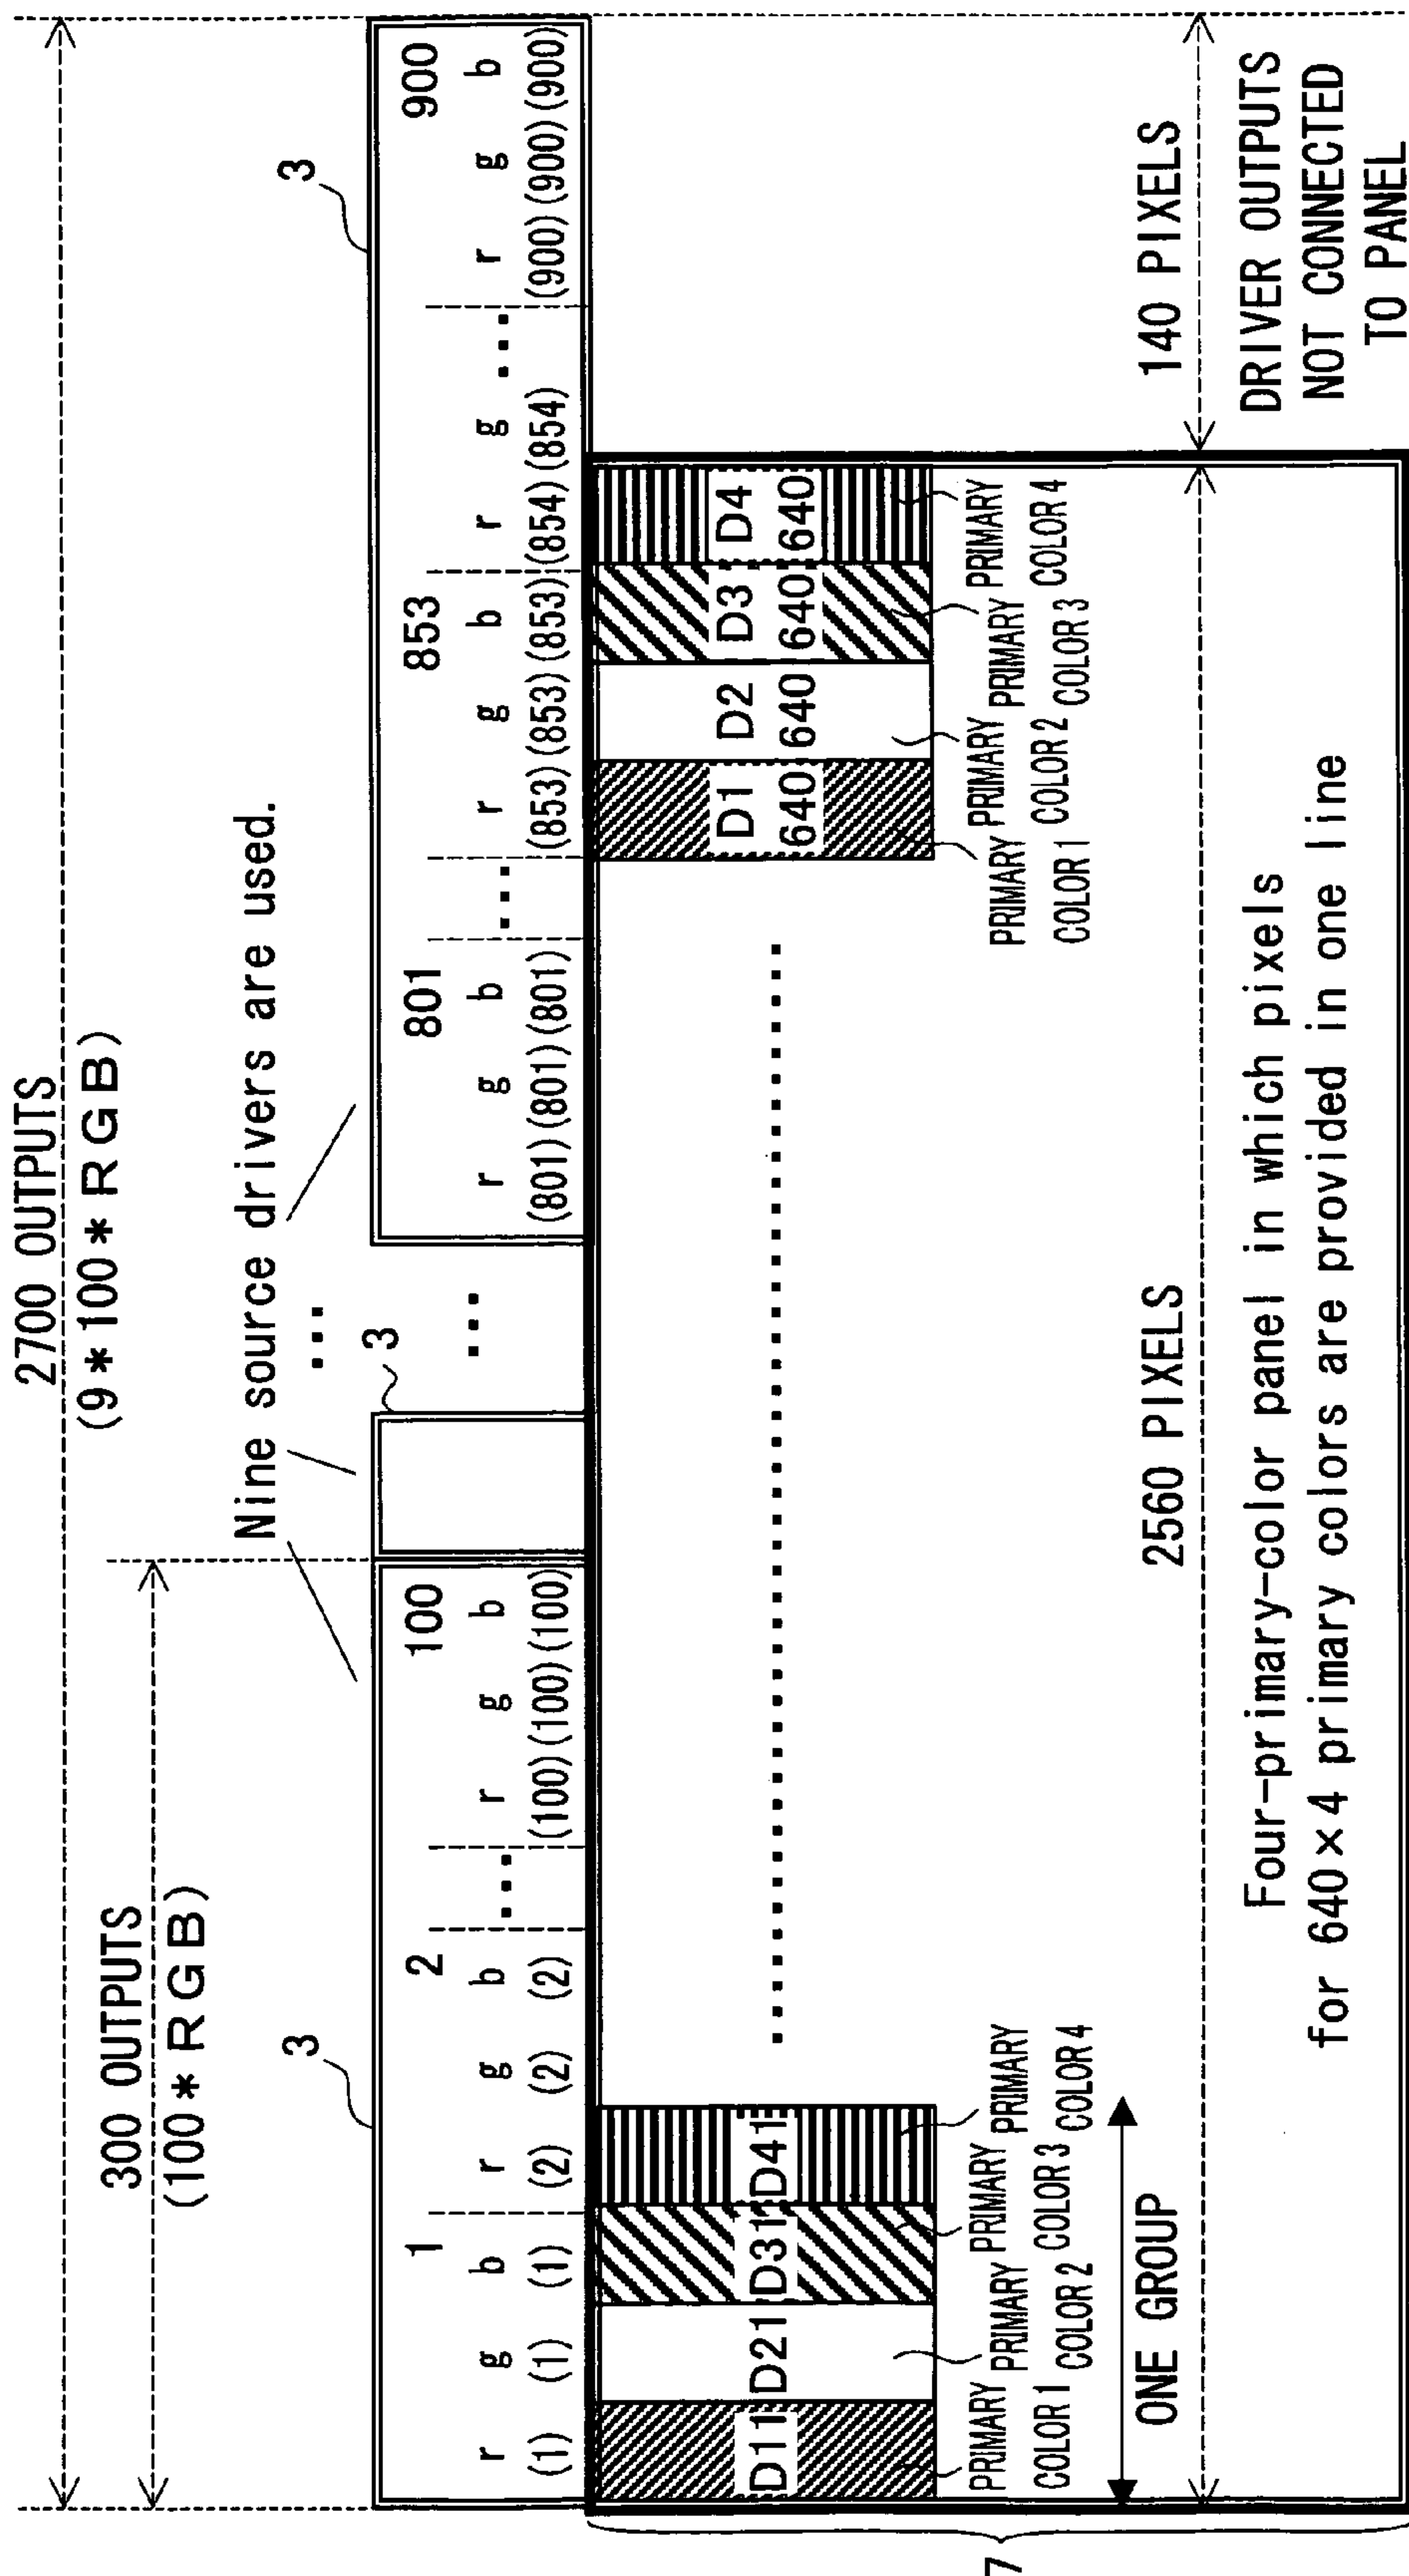 2700 OUTPUTS
(9*100*RGB)
300 OUTPUTS
(100*RGB)
Nine source drivers are used.
3
3
3
1 2 ... 100 ... 801 ... 853 ... 900
r g b r g b ... r g b ... r g b ... r g b r g ... r g b
(1) (1) (1) (2) (2) (2) (100) (100) (100) (801) (801) (801) (853) (853) (853) (854) (854) (900) (900) (900)
D11 D21 D31 D41
D1 D2 D3 D4
640 640 640 640
PRIMARY COLOR 1
PRIMARY COLOR 2
PRIMARY COLOR 3
PRIMARY COLOR 4
PRIMARY COLOR 1
PRIMARY COLOR 2
PRIMARY COLOR 3
PRIMARY COLOR 4
ONE GROUP
2560 PIXELS
140 PIXELS
DRIVER OUTPUTS
NOT CONNECTED
TO PANEL
Four-primary-color panel in which pixels
for 640×4 primary colors are provided in one line
7